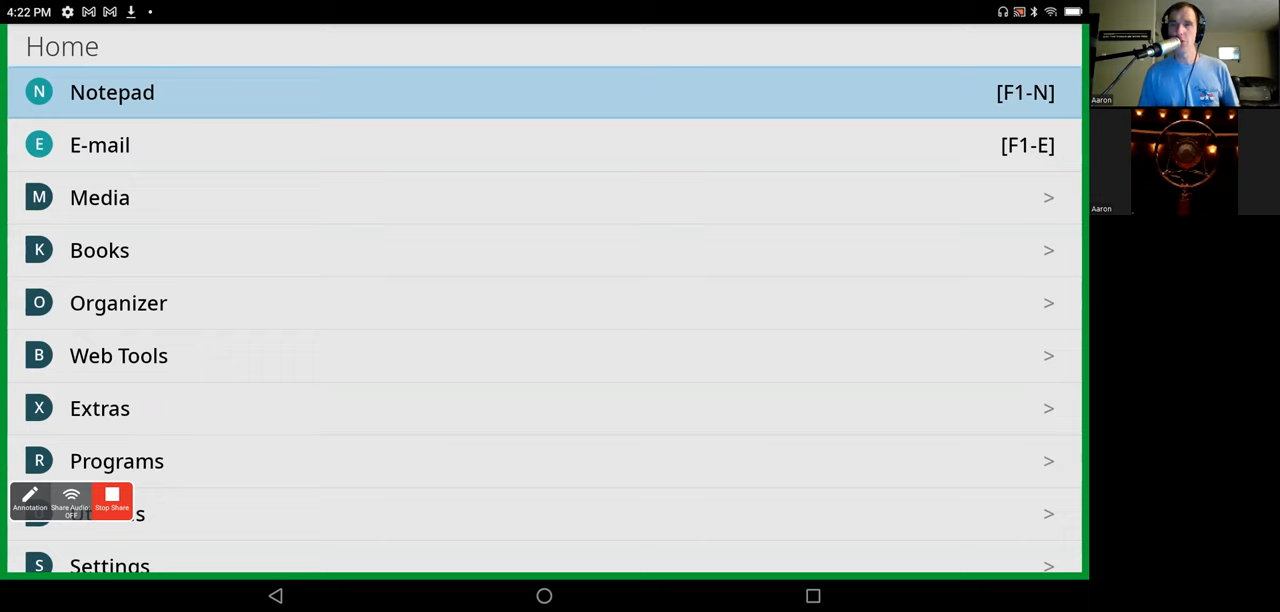 4:22 PM
Home
N Notepad [F1-N]
E E-mail [F1-E]
M Media >
K Books >
O Organizer >
B Web Tools >
X Extras >
R Programs >
Annotation Share Audio: OFF Stop Share
s >
S Settings >
Aaron
Aaron